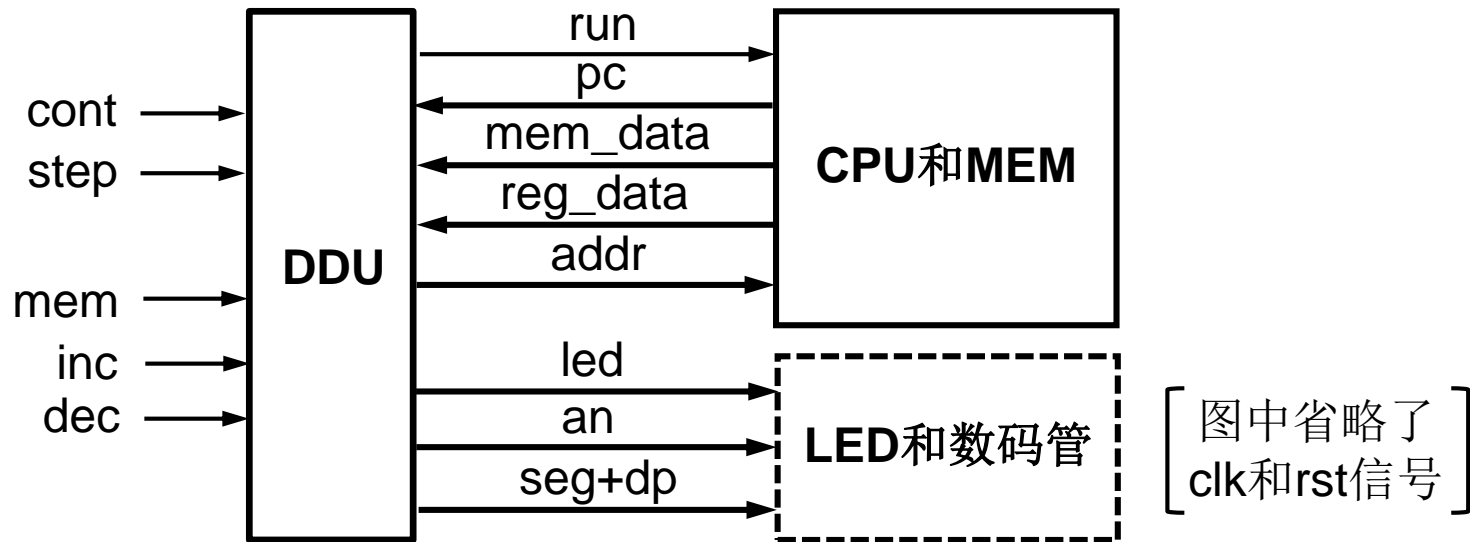 run
pc
cont
mem_data
step
CPU和MEM
reg_data
addr
DDU
mem
inc
led
dec
an
LED和数码管
seg+dp
图中省略了
clk和rst信号